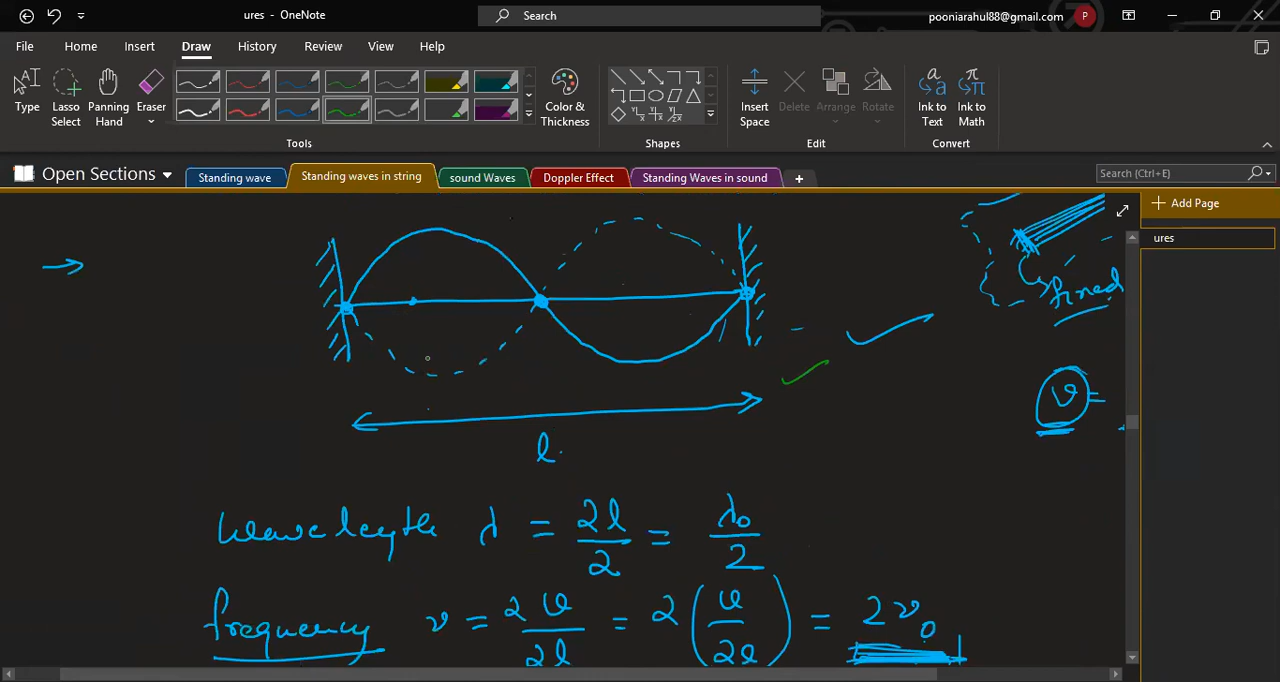 ures - OneNote
Search
pooniarahul88@gmail.com
P
File Home Insert Draw History Review View Help
Type
Lasso Select
Panning Hand
Eraser
Color & Thickness
Insert Space
Delete
Arrange
Rotate
Ink to Text
Ink to Math
Tools
Shapes
Edit
Convert
Open Sections
Standing wave
Standing waves in string
sound Waves
Doppler Effect
Standing Waves in sound
Search (Ctrl+E)
Add Page
ures
fixed
v =
l
Wavelength λ = 2l/2 = λ₀/2
frequency ν = 2v/2l = 2(v/2l) = 2ν₀